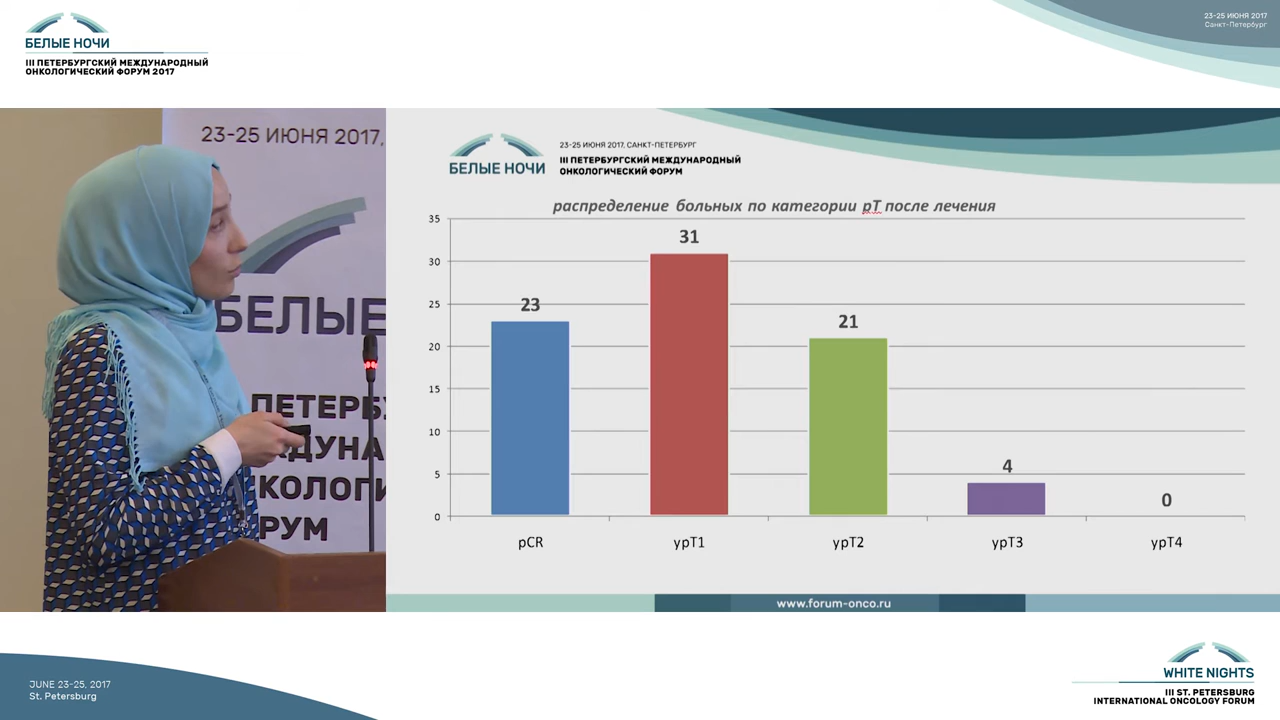 БЕЛЫЕ НОЧИ
III ПЕТЕРБУРГСКИЙ МЕЖДУНАРОДНЫЙ
ОНКОЛОГИЧЕСКИЙ ФОРУМ 2017
23-25 ИЮНЯ 2017
Санкт-Петербург
23-25 ИЮНЯ 2017,
БЕЛЫЕ
ПЕТЕРБ
ЖДУНА
НКОЛОГИ
ОРУМ
23-25 ИЮНЯ 2017, САНКТ-ПЕТЕРБУРГ
БЕЛЫЕ НОЧИ
III ПЕТЕРБУРГСКИЙ МЕЖДУНАРОДНЫЙ
ОНКОЛОГИЧЕСКИЙ ФОРУМ
распределение больных по категории рТ после лечения
35
30
25
20
15
10
5
0
23
31
21
4
0
pCR
ypT1
ypT2
ypT3
ypT4
www.forum-onco.ru
JUNE 23-25, 2017
St. Petersburg
WHITE NIGHTS
III ST. PETERSBURG
INTERNATIONAL ONCOLOGY FORUM